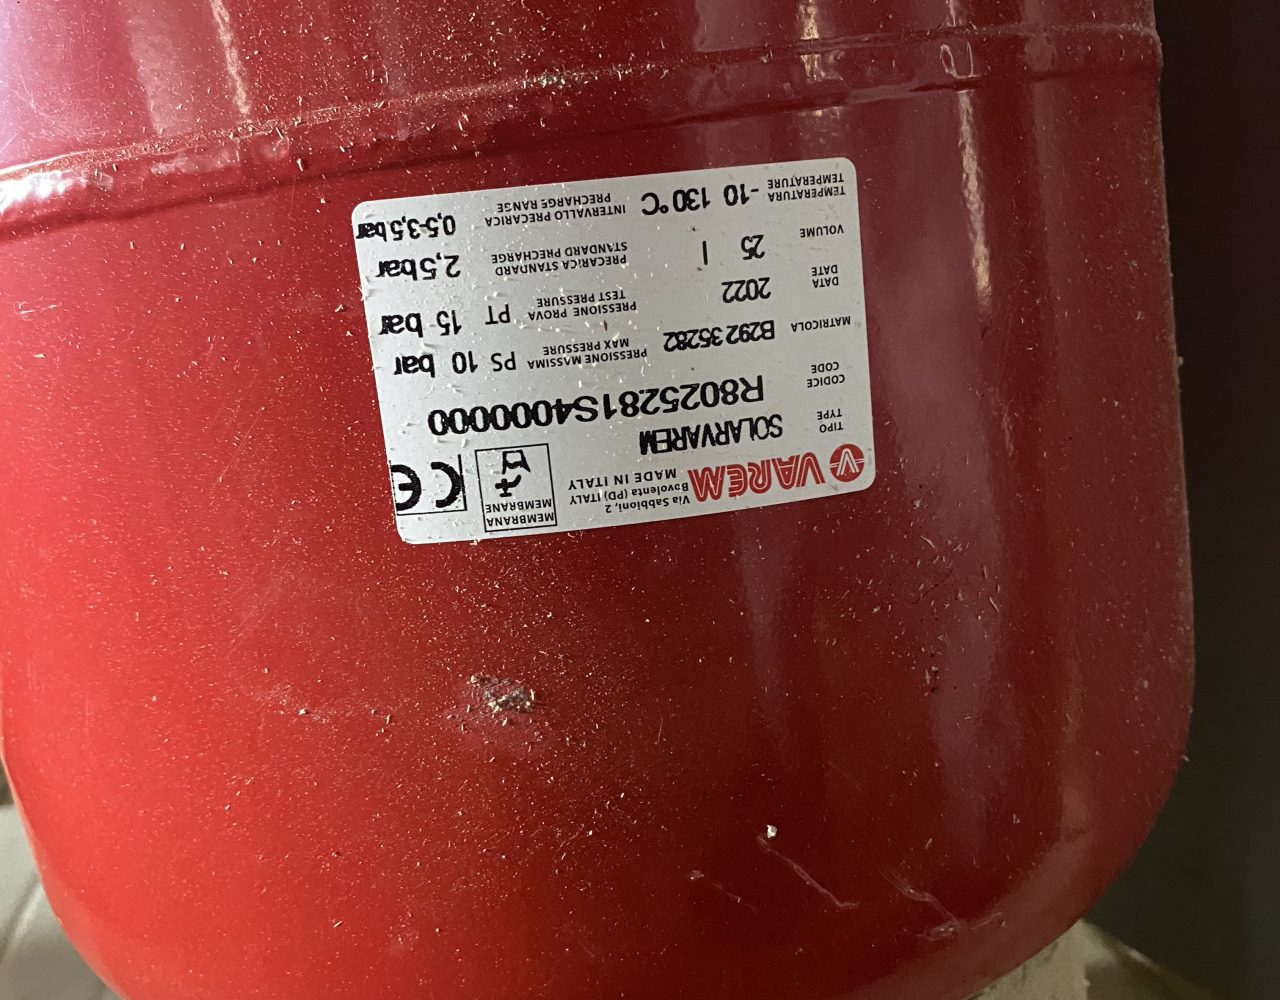 VAREM
Via Sabbioni, 2
Bovolenta (PD) ITALY
MADE IN ITALY
MEMBRANA
MEMBRANE
CE
TIPO
TYPE
SOLARVAREM
CODICE
CODE
R8025281S4000000
MATRICOLA
B29235282
PRESSIONE MASSIMA
MAX PRESSURE
PS 10 bar
DATA
DATE
2022
PRESSIONE PROVA
TEST PRESSURE
PT 15 bar
VOLUME
25 l
PRECARICA STANDARD
STANDARD PRECHARGE
2,5 bar
TEMPERATURA
TEMPERATURE
-10 130°C
INTERVALLO PRECARICA
PRECHARGE RANGE
0,5-3,5 bar